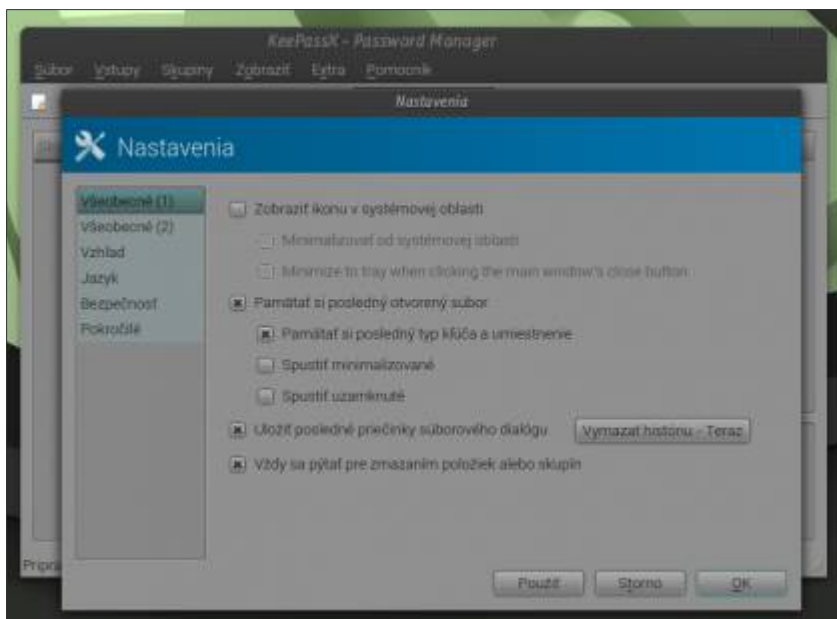 KeePassX - Password Manager
Súbor Vstupy Skupiny Zobraziť Extra Pomocník
Nastavenia
Nastavenia
Všeobecné (1)
Všeobecné (2)
Vzhľad
Jazyk
Bezpečnosť
Pokročilé
Zobraziť ikonu v systémovej oblasti
Minimalizovať od systémovej oblasti
Minimize to tray when clicking the main window's close button
Pamätať si posledný otvorený súbor
Pamätať si posledný typ kľúča a umiestnenie
Spustiť minimalizované
Spustiť uzamknuté
Uložiť posledné priečinky súborového dialógu
Vymazať históriu - Teraz
Vždy sa pýtať pre zmazaním položiek alebo skupín
Použiť Storno OK